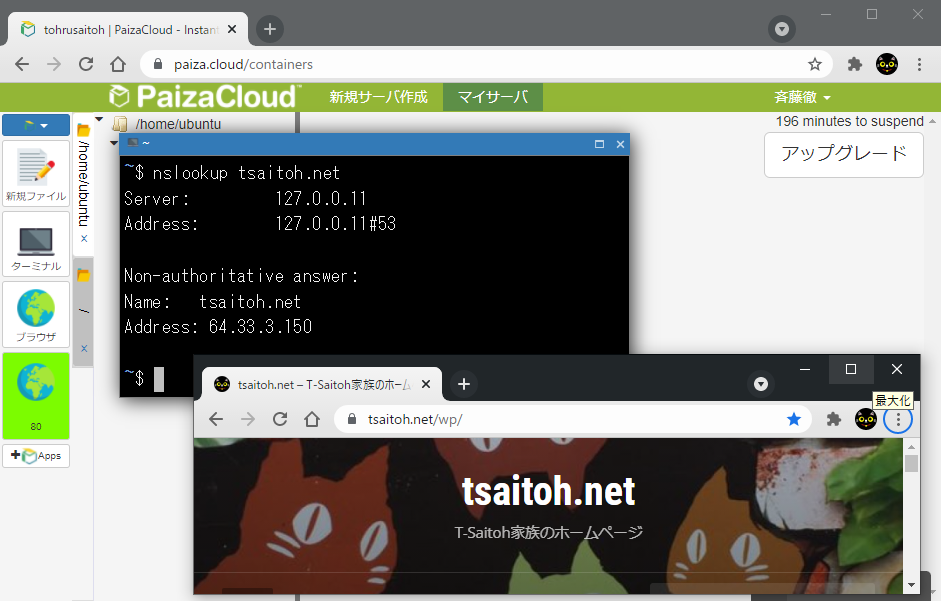 tohrusaitoh | PaizaCloud - Instant
paiza.cloud/containers
PaizaCloud
新規サーバ作成
マイサーバ
斉藤徹
196 minutes to suspend
アップグレード
新規ファイル
ターミナル
ブラウザ
80
Apps
/home/ubuntu
/
/home/ubuntu
~
~$ nslookup tsaitoh.net
Server: 127.0.0.11
Address: 127.0.0.11#53
Non-authoritative answer:
Name: tsaitoh.net
Address: 64.33.3.150
~$
tsaitoh.net – T-Saitoh家族のホーム
最大化
tsaitoh.net/wp/
tsaitoh.net
T-Saitoh家族のホームページ